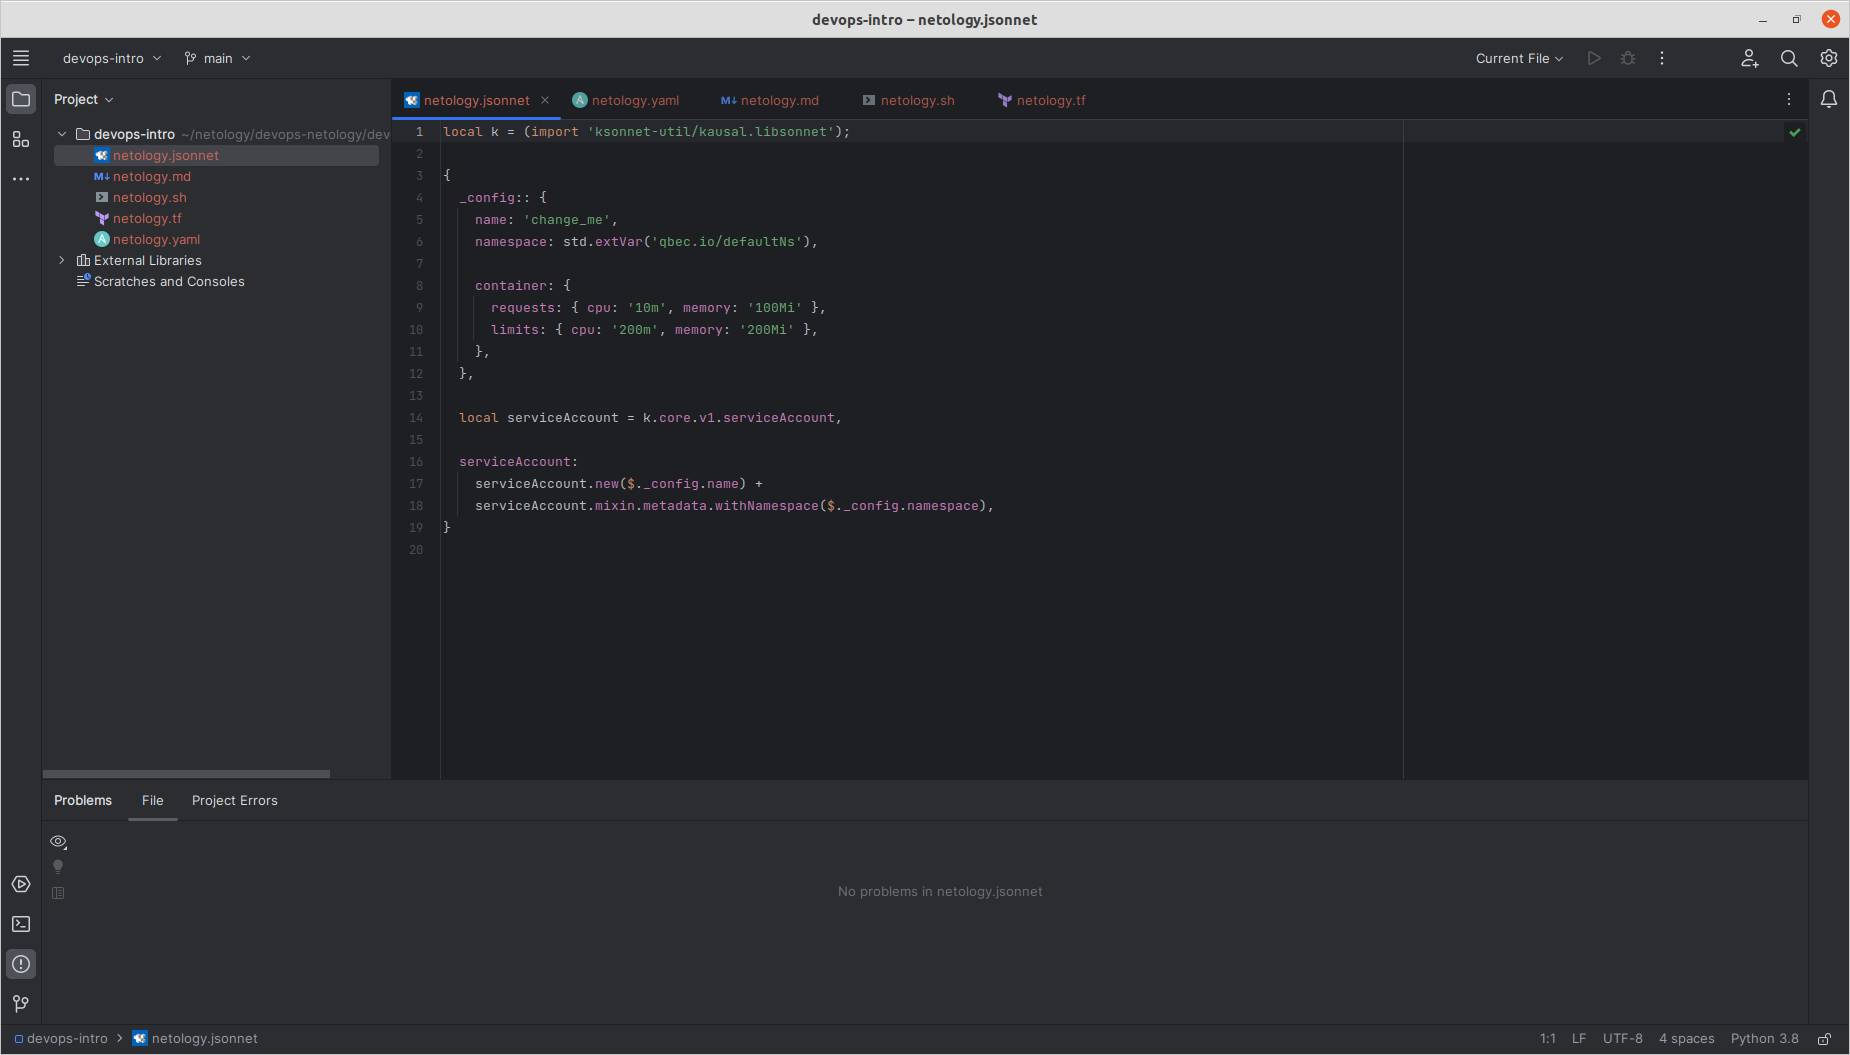 devops-intro – netology.jsonnet
devops-intro
main
Current File
Project
devops-intro ~/netology/devops-netology/dev
netology.jsonnet
netology.md
netology.sh
netology.tf
netology.yaml
External Libraries
Scratches and Consoles
netology.jsonnet
netology.yaml
M↓ netology.md
netology.sh
netology.tf
1 local k = (import 'ksonnet-util/kausal.libsonnet');
2
3 {
4   _config:: {
5     name: 'change_me',
6     namespace: std.extVar('qbec.io/defaultNs'),
7
8     container: {
9       requests: { cpu: '10m', memory: '100Mi' },
10       limits: { cpu: '200m', memory: '200Mi' },
11     },
12   },
13
14   local serviceAccount = k.core.v1.serviceAccount,
15
16   serviceAccount:
17     serviceAccount.new($._config.name) +
18     serviceAccount.mixin.metadata.withNamespace($._config.namespace),
19 }
20
Problems
File
Project Errors
No problems in netology.jsonnet
devops-intro > netology.jsonnet
1:1 LF UTF-8 4 spaces Python 3.8